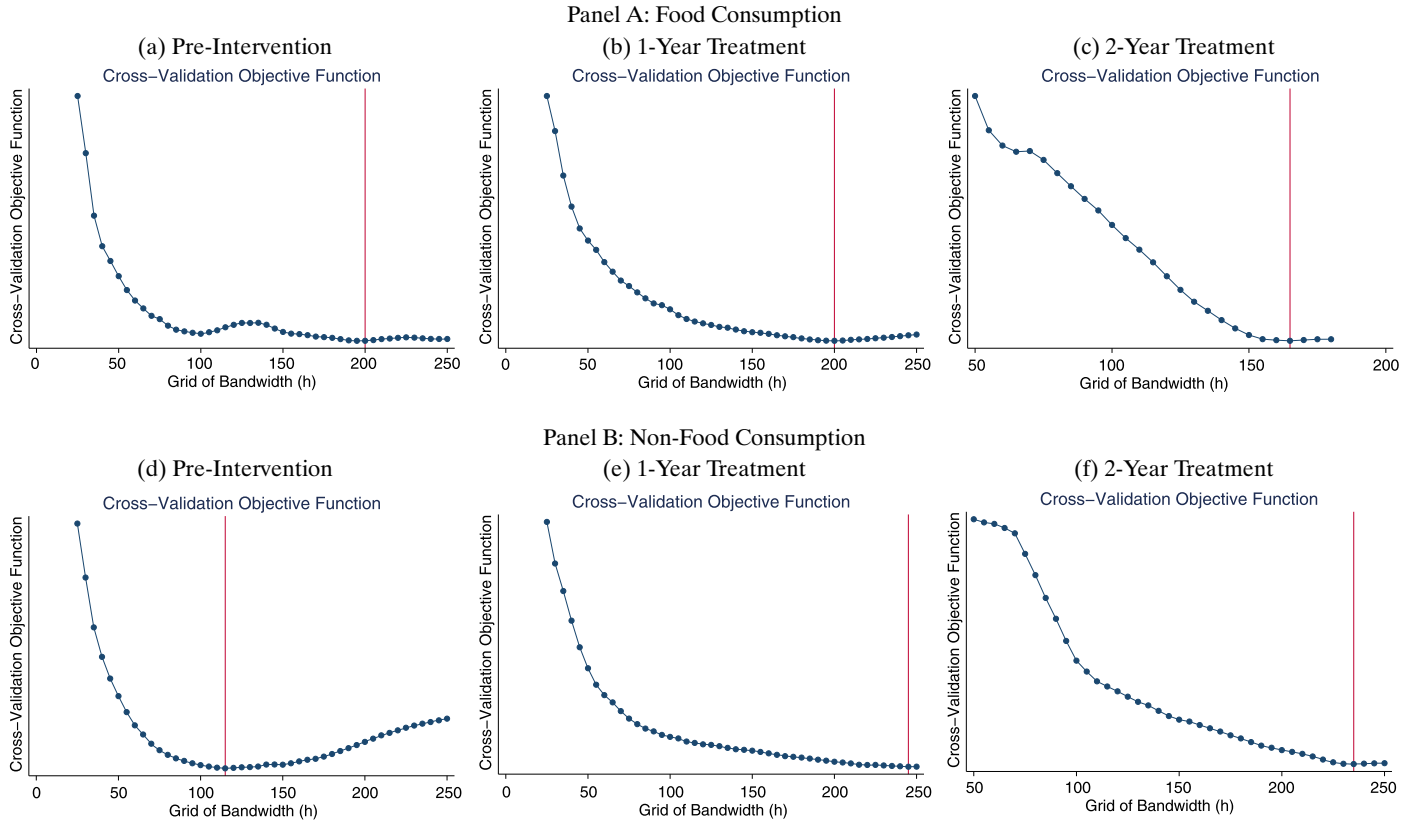 Panel A: Food Consumption
(a) Pre-Intervention
(b) 1-Year Treatment
(c) 2-Year Treatment
Cross−Validation Objective Function
Cross−Validation Objective Function
Cross−Validation Objective Function
Cross−Validation Objective Function
Cross−Validation Objective Function
Cross−Validation Objective Function
0 50 100 150 200 250
0 50 100 150 200 250
50 100 150 200
Grid of Bandwidth (h)
Grid of Bandwidth (h)
Grid of Bandwidth (h)
Panel B: Non-Food Consumption
(d) Pre-Intervention
(e) 1-Year Treatment
(f) 2-Year Treatment
Cross−Validation Objective Function
Cross−Validation Objective Function
Cross−Validation Objective Function
Cross−Validation Objective Function
Cross−Validation Objective Function
Cross−Validation Objective Function
0 50 100 150 200 250
0 50 100 150 200 250
50 100 150 200 250
Grid of Bandwidth (h)
Grid of Bandwidth (h)
Grid of Bandwidth (h)